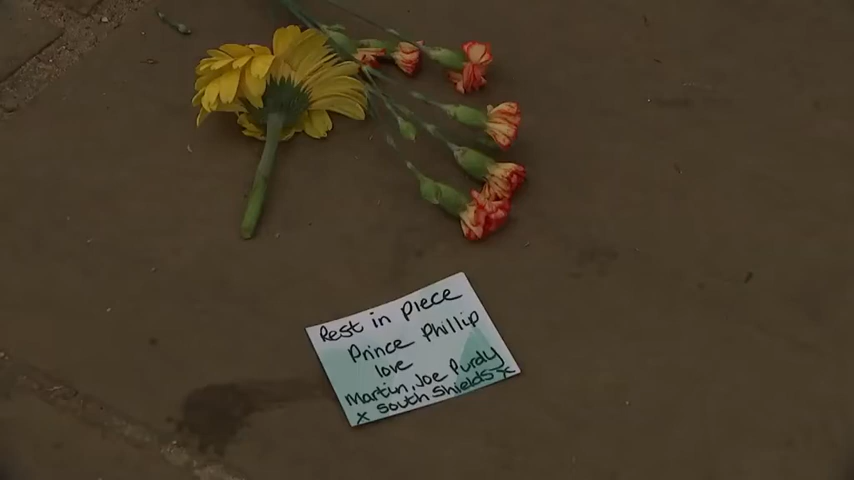 Rest in piece
Prince Phillip
love
Martin, Joe Purdy
x South Shields x